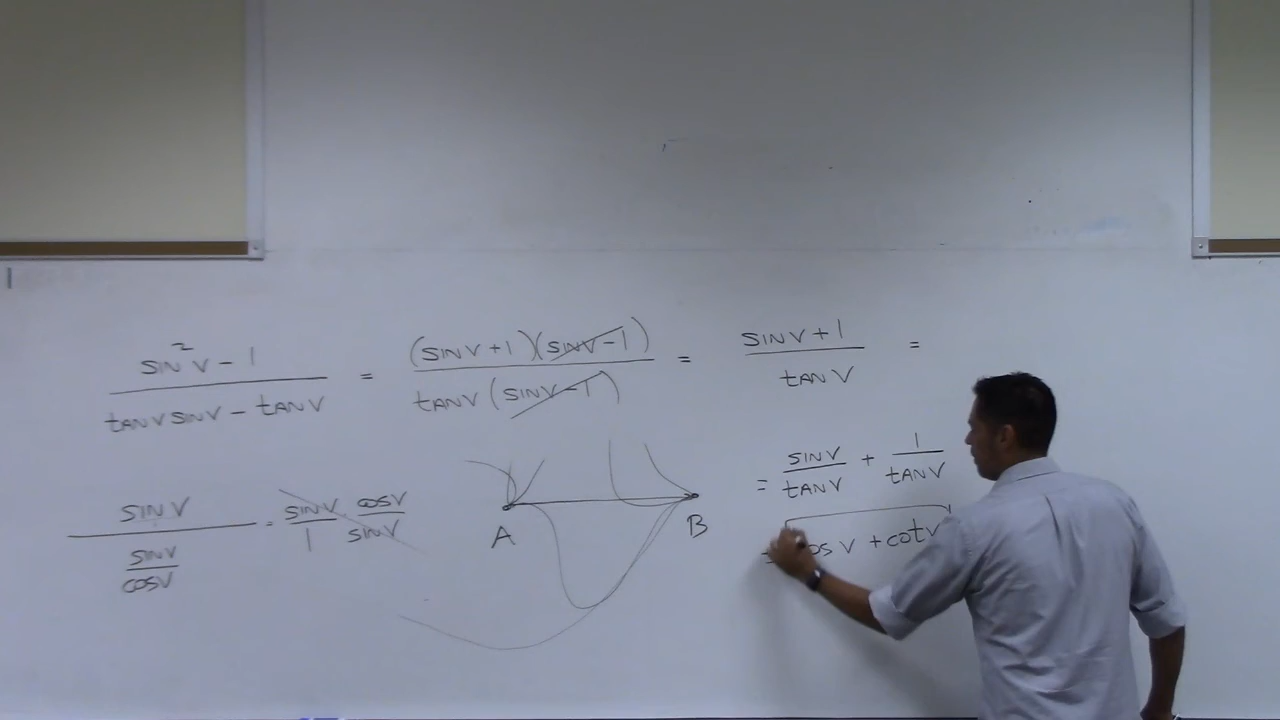 sin²v - 1 / tanv sinv - tanv = (sinv + 1)(sinv - 1) / tanv (sinv - 1) = sinv + 1 / tanv =
= sinv / tanv + 1 / tanv
sinv / sinv / cosv = sinv / 1 cosv / sinv
A B
= cos v + cotv